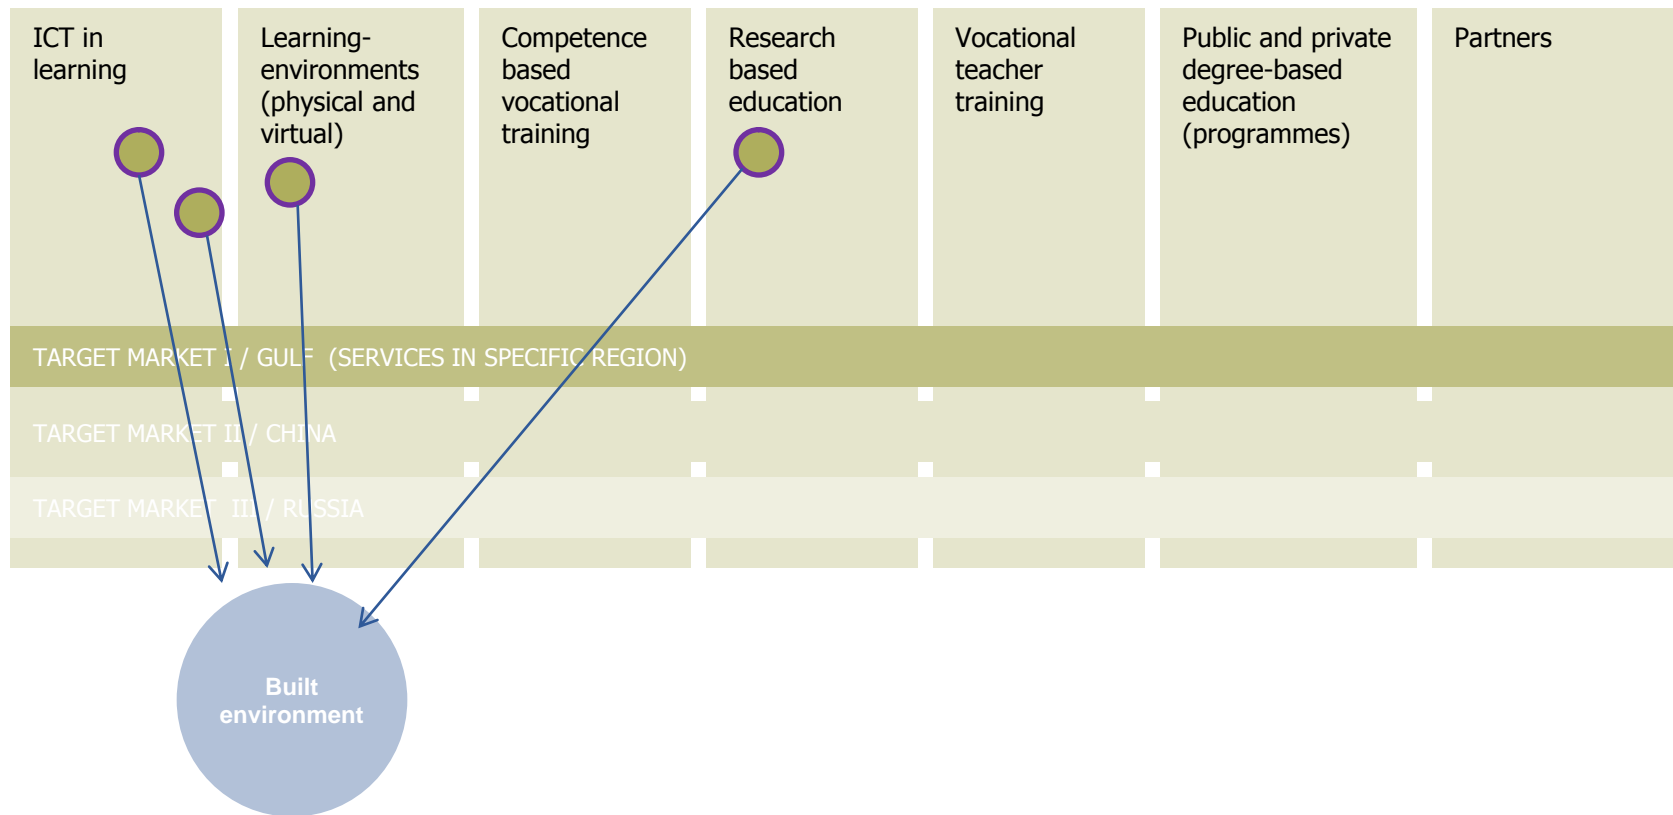 ICT in
learning
Learning-
environments
(physical and
virtual)
Competence
based
vocational
training
Research
based
education
Vocational
teacher
training
Public and private
degree-based
education
(programmes)
Partners
TARGET MARKET I / GULF (SERVICES IN SPECIFIC REGION)
TARGET MARKET II / CHINA
TARGET MARKET III / RUSSIA
Built
environment